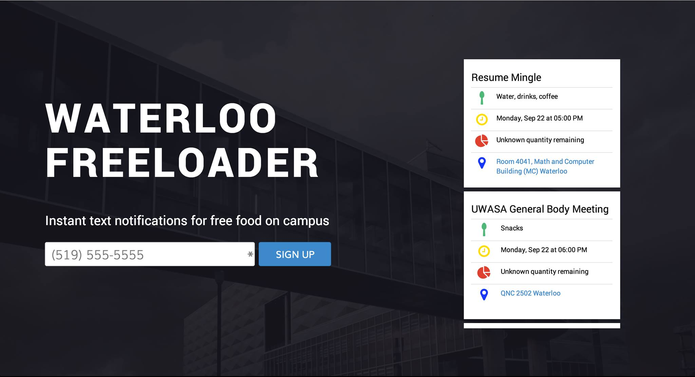 WATERLOO
FREELOADER
Instant text notifications for free food on campus
(519) 555-5555
SIGN UP
Resume Mingle
Water, drinks, coffee
Monday, Sep 22 at 05:00 PM
Unknown quantity remaining
Room 4041, Math and Computer
Building (MC) Waterloo
UWASA General Body Meeting
Snacks
Monday, Sep 22 at 06:00 PM
Unknown quantity remaining
QNC 2502 Waterloo